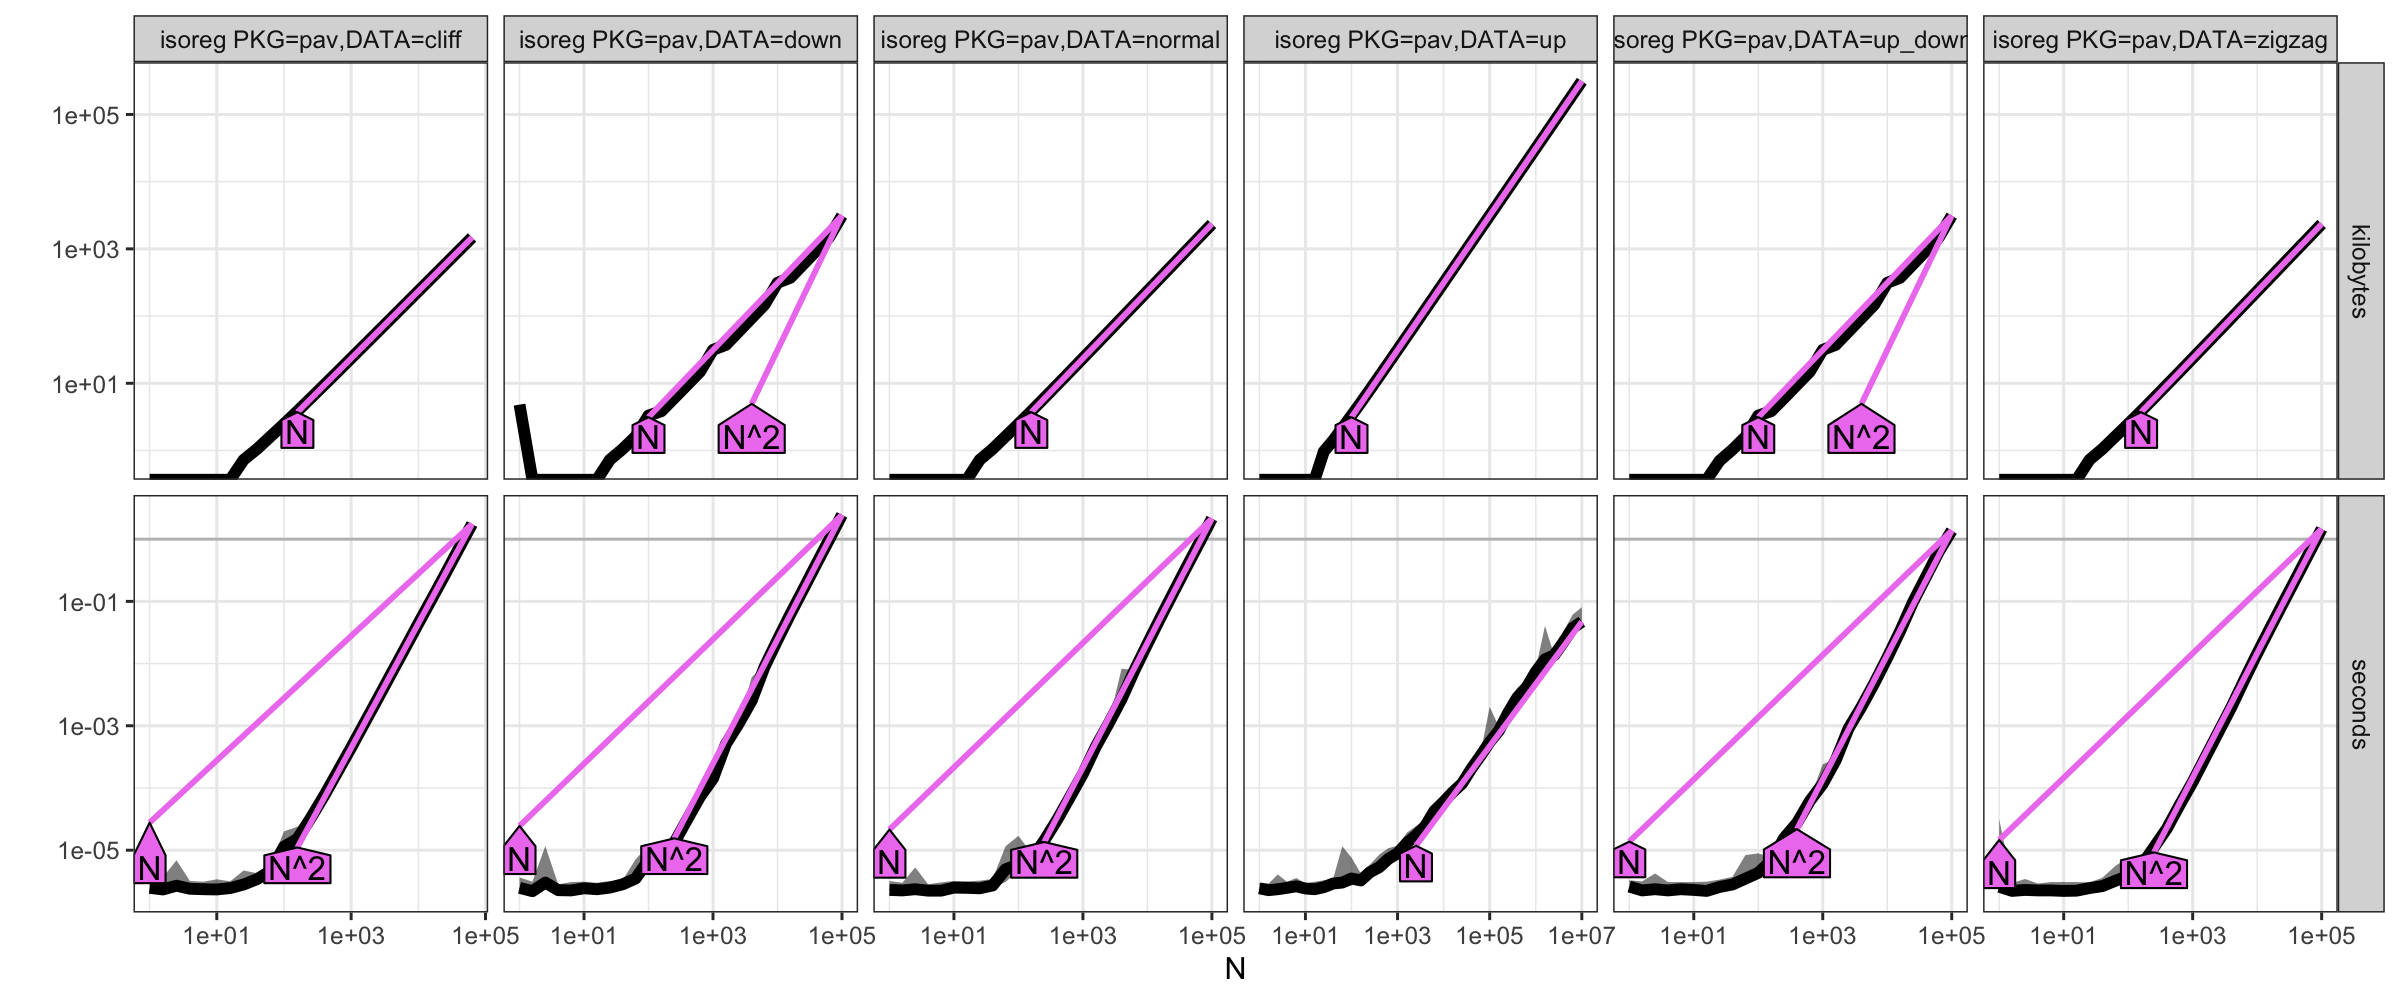 isoreg PKG=pav,DATA=cliff
isoreg PKG=pav,DATA=down
isoreg PKG=pav,DATA=normal
isoreg PKG=pav,DATA=up
soreg PKG=pav,DATA=up_down
isoreg PKG=pav,DATA=zigzag
1e+05
1e+03
1e+01
N
N
N^2
N
N
N
N^2
N
kilobytes
1e-01
1e-03
1e-05
N
N^2
N
N^2
N
N^2
N
N
N^2
N
N^2
seconds
1e+01 1e+03 1e+05
1e+01 1e+03 1e+05
1e+01 1e+03 1e+05
1e+01 1e+03 1e+05 1e+07
1e+01 1e+03 1e+05
1e+01 1e+03 1e+05
N